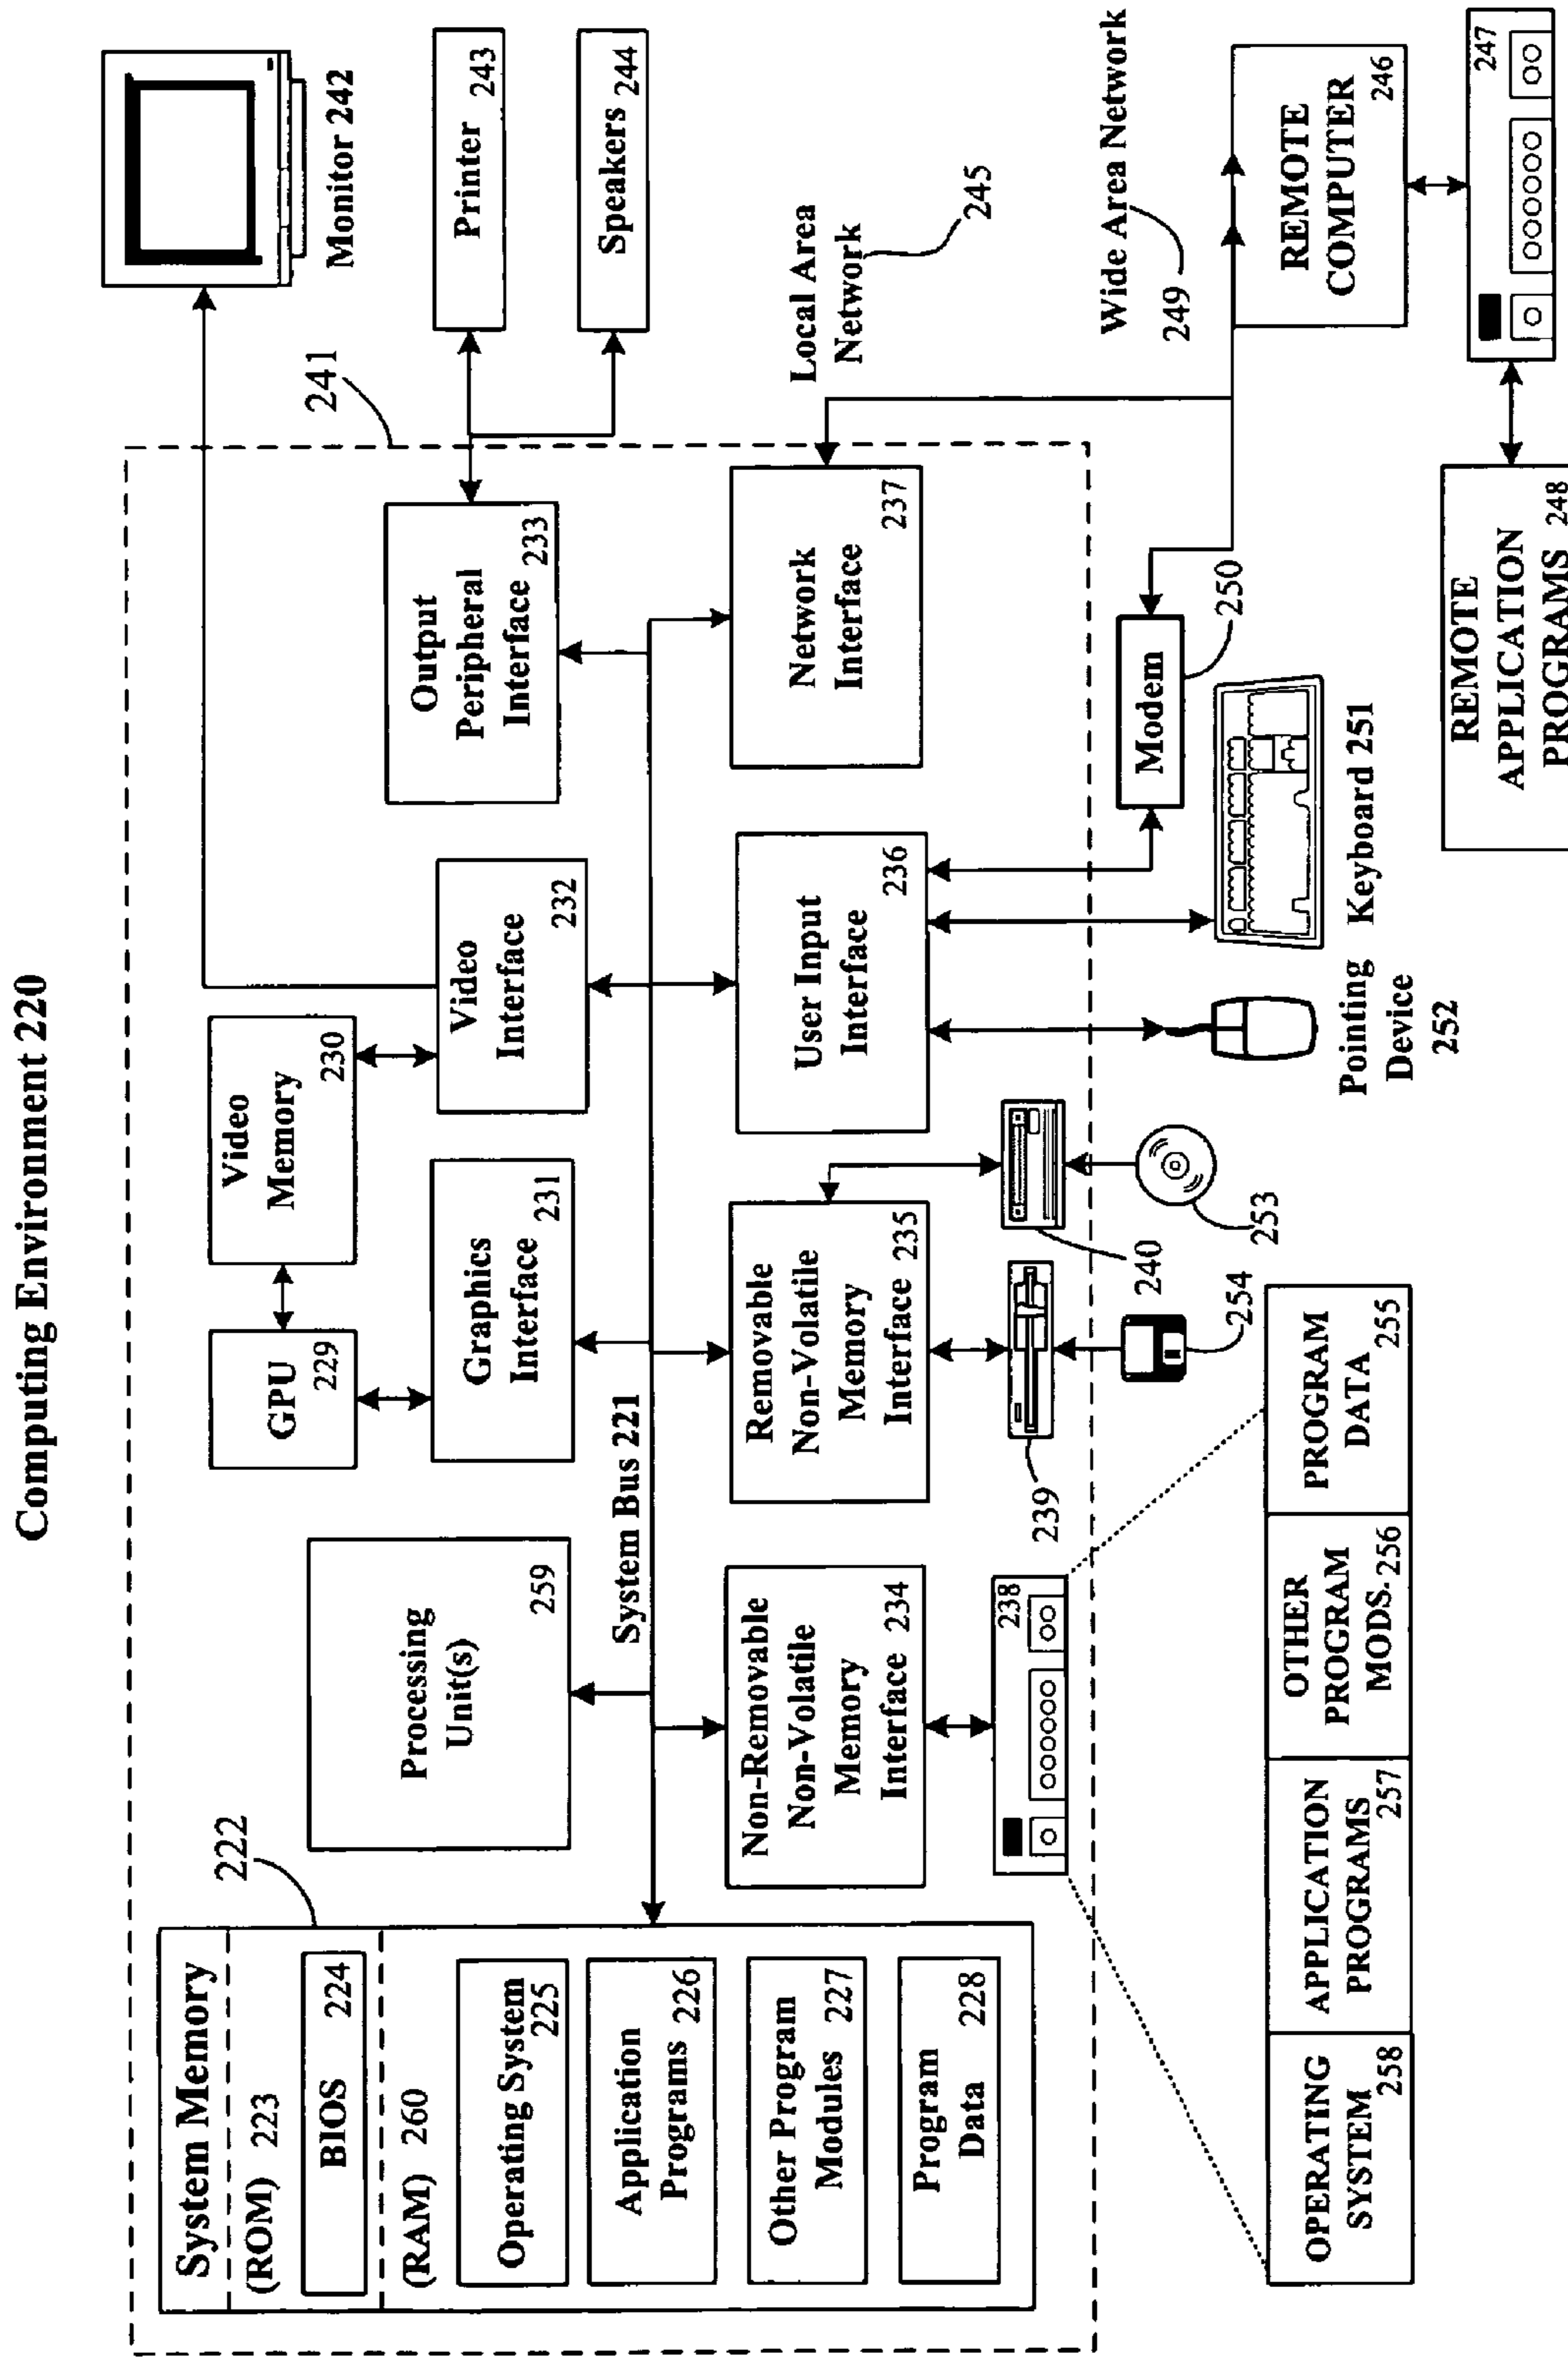 Computing Environment 220
System Memory
(ROM) 223
BIOS 224
(RAM) 260
Operating System
225
Application
Programs 226
Other Program
Modules 227
Program
Data 228
222
Processing
Unit(s)
259
System Bus 221
GPU
229
Video
Memory
230
Graphics
Interface
231
Video
Interface
232
Output
Peripheral
Interface 233
241
Monitor 242
Printer 243
Speakers 244
Non-Removable
Non-Volatile
Memory
Interface 234
Removable
Non-Volatile
Memory
Interface 235
User Input
Interface
236
Network
Interface
237
Local Area
Network
245
238
239
240
253
254
Modem
250
Wide Area Network
249
Pointing
Device
252
Keyboard 251
REMOTE
COMPUTER
246
247
REMOTE
APPLICATION
PROGRAMS 248
OPERATING
SYSTEM
258
APPLICATION
PROGRAMS
257
OTHER
PROGRAM
MODS. 256
PROGRAM
DATA
255